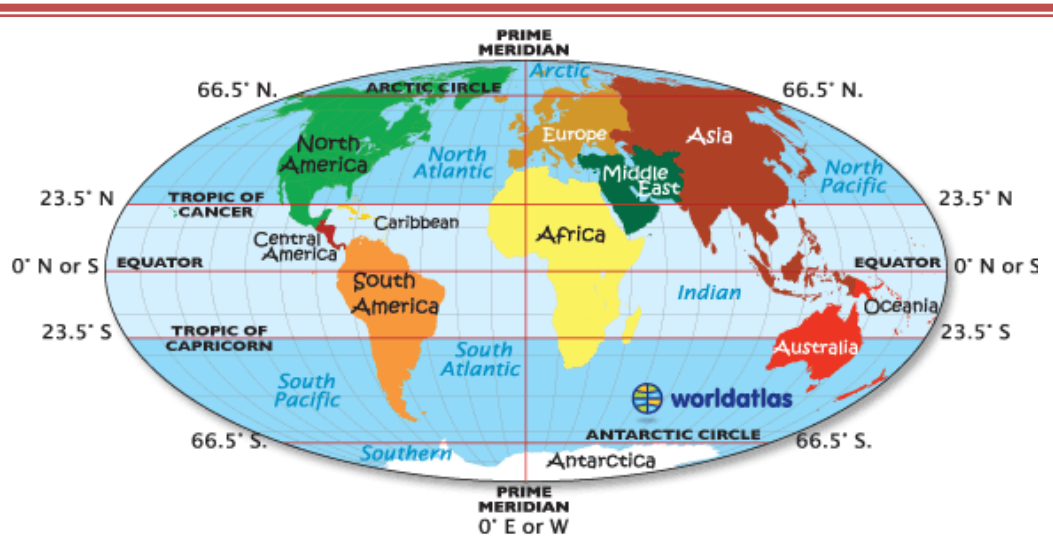 PRIME
MERIDIAN
Arctic
66.5° N.
ARCTIC CIRCLE
66.5° N.
North
America
Europe
Asia
North
Atlantic
Middle
East
North
Pacific
23.5° N
TROPIC OF
CANCER
23.5° N
Caribbean
Central
America
Africa
0° N or S
EQUATOR
EQUATOR
0° N or S
South
America
Indian
Oceania
23.5° S
TROPIC OF
CAPRICORN
23.5° S
Australia
South
Atlantic
South
Pacific
worldatlas
66.5° S.
ANTARCTIC CIRCLE
66.5° S.
Southern
Antarctica
PRIME
MERIDIAN
0° E or W